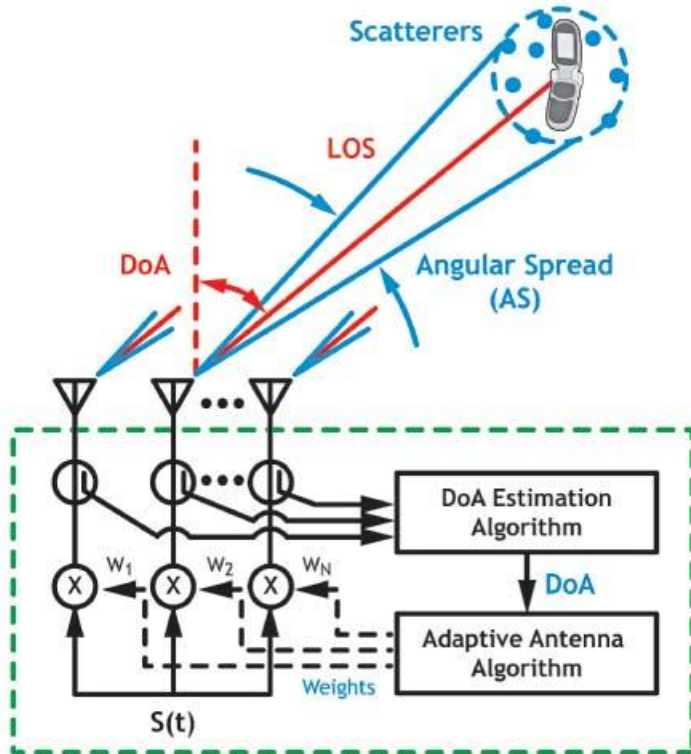 Scatterers
LOS
DoA
Angular Spread
(AS)
DoA Estimation
Algorithm
W1 W2 WN
X X X
DoA
Adaptive Antenna
Algorithm
Weights
S(t)